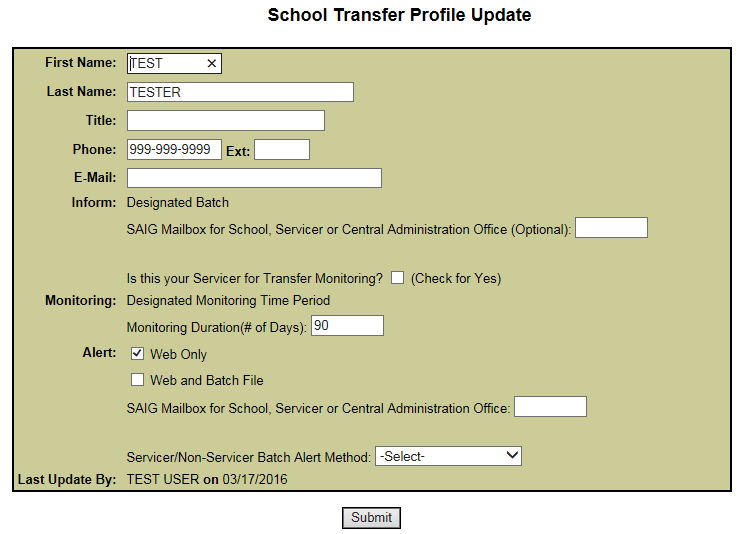 School Transfer Profile Update
First Name: TEST ×
Last Name: TESTER
Title:
Phone: 999-999-9999 Ext:
E-Mail:
Inform: Designated Batch
SAIG Mailbox for School, Servicer or Central Administration Office (Optional):
Is this your Servicer for Transfer Monitoring? (Check for Yes)
Monitoring: Designated Monitoring Time Period
Monitoring Duration(# of Days): 90
Alert: Web Only
Web and Batch File
SAIG Mailbox for School, Servicer or Central Administration Office:
Servicer/Non-Servicer Batch Alert Method: -Select-
Last Update By: TEST USER on 03/17/2016
Submit